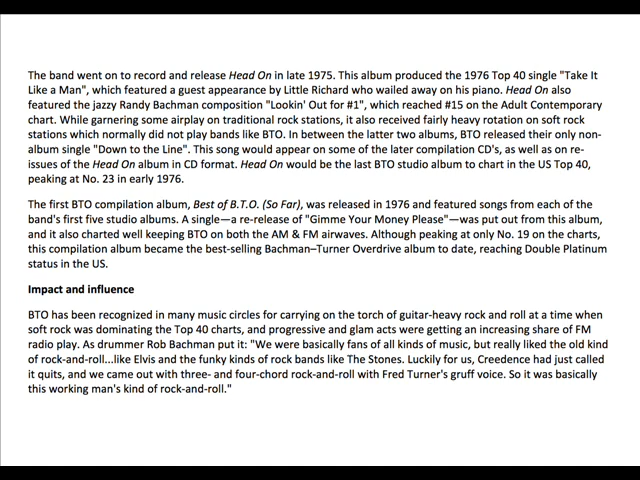 The band went on to record and release Head On in late 1975. This album produced the 1976 Top 40 single "Take It
Like a Man", which featured a guest appearance by Little Richard who wailed away on his piano. Head On also
featured the jazzy Randy Bachman composition "Lookin' Out for #1", which reached #15 on the Adult Contemporary
chart. While garnering some airplay on traditional rock stations, it also received fairly heavy rotation on soft rock
stations which normally did not play bands like BTO. In between the latter two albums, BTO released their only non-
album single "Down to the Line". This song would appear on some of the later compilation CD's, as well as on re-
issues of the Head On album in CD format. Head On would be the last BTO studio album to chart in the US Top 40,
peaking at No. 23 in early 1976.
The first BTO compilation album, Best of B.T.O. (So Far), was released in 1976 and featured songs from each of the
band's first five studio albums. A single—a re-release of "Gimme Your Money Please"—was put out from this album,
and it also charted well keeping BTO on both the AM & FM airwaves. Although peaking at only No. 19 on the charts,
this compilation album became the best-selling Bachman–Turner Overdrive album to date, reaching Double Platinum
status in the US.
Impact and influence
BTO has been recognized in many music circles for carrying on the torch of guitar-heavy rock and roll at a time when
soft rock was dominating the Top 40 charts, and progressive and glam acts were getting an increasing share of FM
radio play. As drummer Rob Bachman put it: "We were basically fans of all kinds of music, but really liked the old kind
of rock-and-roll...like Elvis and the funky kinds of rock bands like The Stones. Luckily for us, Creedence had just called
it quits, and we came out with three- and four-chord rock-and-roll with Fred Turner's gruff voice. So it was basically
this working man's kind of rock-and-roll."